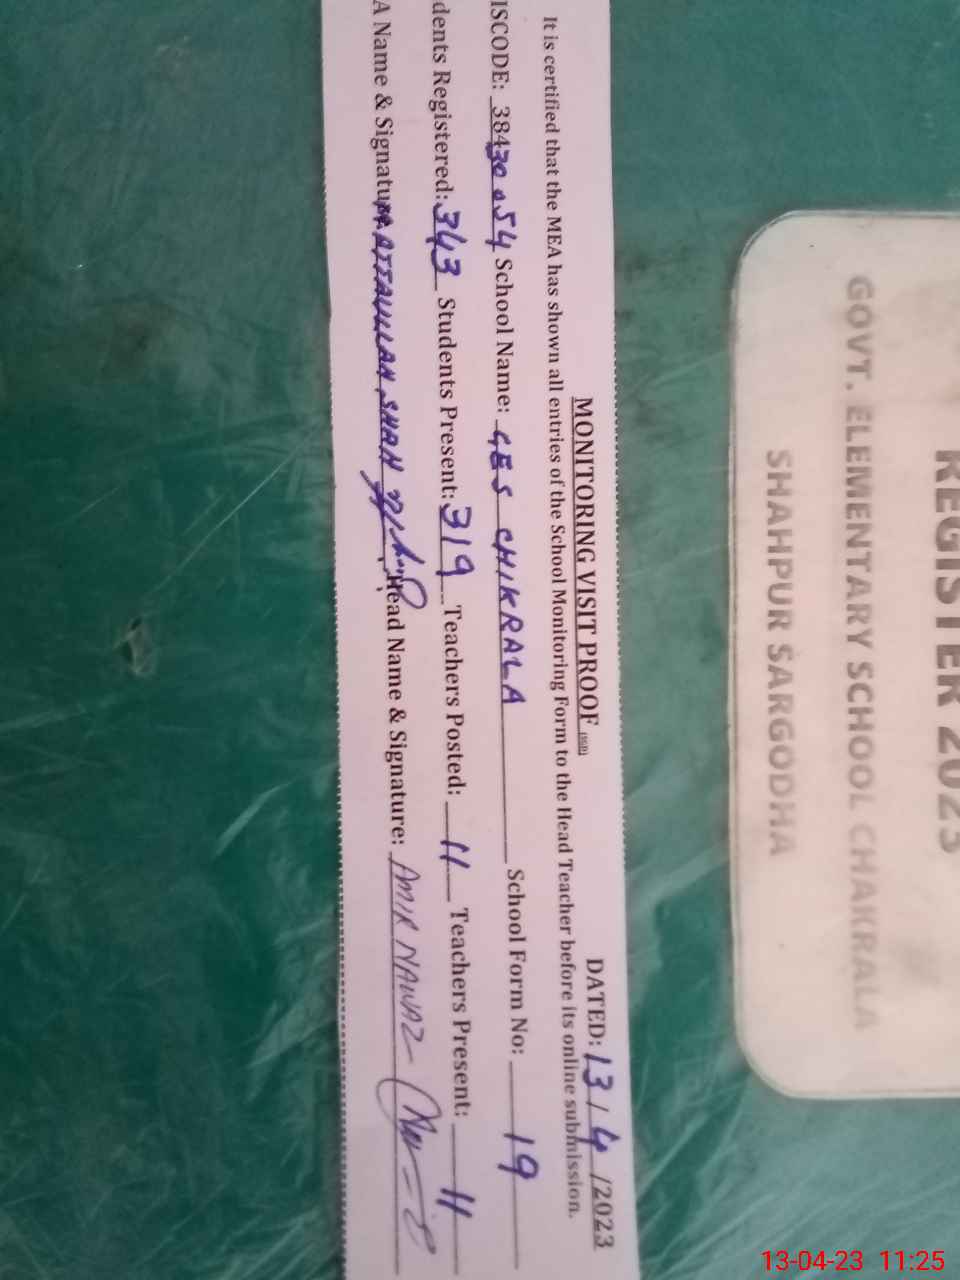 MONITORING VISIT PROOF (SGD)
DATED: 13/4/2023
It is certified that the MEA has shown all entries of the School Monitoring Form to the Head Teacher before its online submission.
ISCODE: 38430054 School Name: GES CHIKRALA School Form No: 19
dents Registered: 343 Students Present: 319 Teachers Posted: 11 Teachers Present: 11
A Name & Signature: ATTAULLAH SHAH Head Name & Signature: AMIR NAWAZ
REGISTER 2023
GOVT. ELEMENTARY SCHOOL CHAKRALA
SHAHPUR SARGODHA
13-04-23 11:25